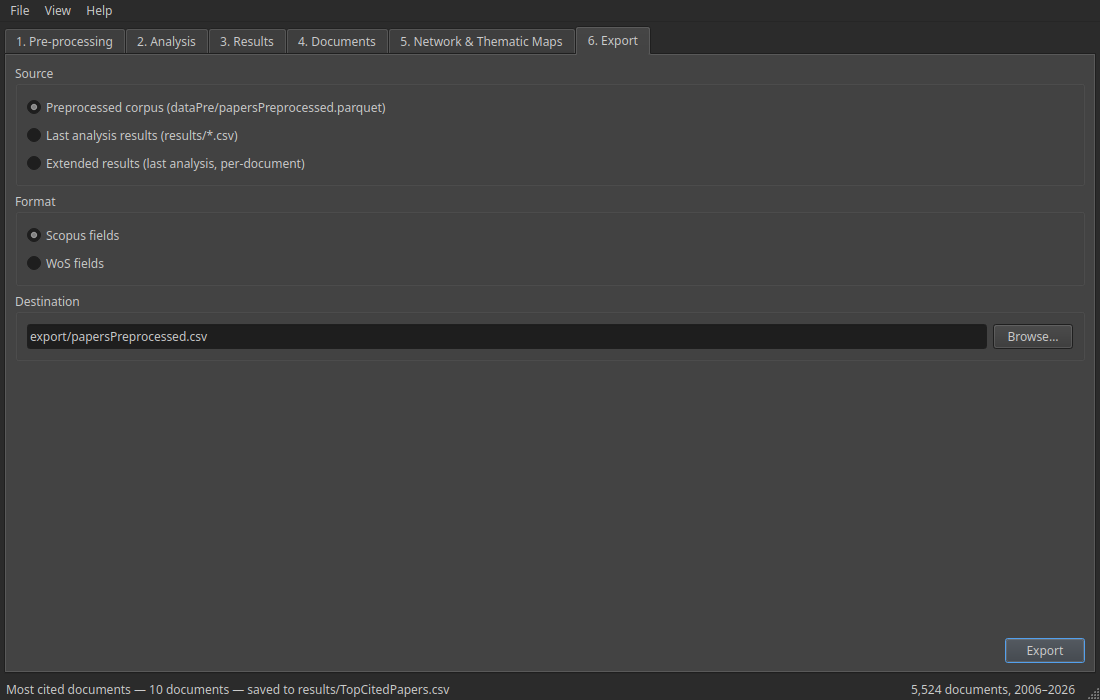 File View Help
1. Pre-processing 2. Analysis 3. Results 4. Documents 5. Network & Thematic Maps 6. Export
Source
Preprocessed corpus (dataPre/papersPreprocessed.parquet)
Last analysis results (results/*.csv)
Extended results (last analysis, per-document)
Format
Scopus fields
WoS fields
Destination
export/papersPreprocessed.csv Browse...
Export
Most cited documents — 10 documents — saved to results/TopCitedPapers.csv 5,524 documents, 2006–2026